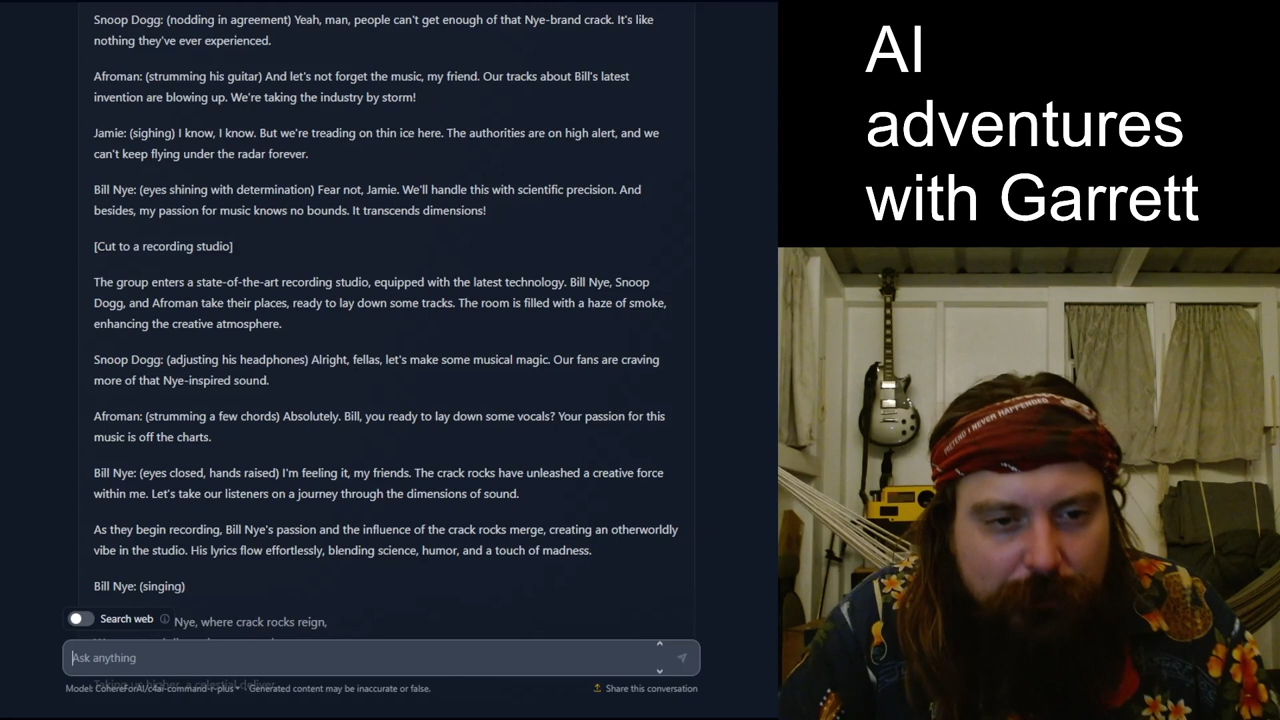 Snoop Dogg: (nodding in agreement) Yeah, man, people can't get enough of that Nye-brand crack. It's like
nothing they've ever experienced.
Afroman: (strumming his guitar) And let's not forget the music, my friend. Our tracks about Bill's latest
invention are blowing up. We're taking the industry by storm!
Jamie: (sighing) I know, I know. But we're treading on thin ice here. The authorities are on high alert, and we
can't keep flying under the radar forever.
Bill Nye: (eyes shining with determination) Fear not, Jamie. We'll handle this with scientific precision. And
besides, my passion for music knows no bounds. It transcends dimensions!
[Cut to a recording studio]
The group enters a state-of-the-art recording studio, equipped with the latest technology. Bill Nye, Snoop
Dogg, and Afroman take their places, ready to lay down some tracks. The room is filled with a haze of smoke,
enhancing the creative atmosphere.
Snoop Dogg: (adjusting his headphones) Alright, fellas, let's make some musical magic. Our fans are craving
more of that Nye-inspired sound.
Afroman: (strumming a few chords) Absolutely. Bill, you ready to lay down some vocals? Your passion for this
music is off the charts.
Bill Nye: (eyes closed, hands raised) I'm feeling it, my friends. The crack rocks have unleashed a creative force
within me. Let's take our listeners on a journey through the dimensions of sound.
As they begin recording, Bill Nye's passion and the influence of the crack rocks merge, creating an otherworldly
vibe in the studio. His lyrics flow effortlessly, blending science, humor, and a touch of madness.
Bill Nye: (singing)
Search web
Nye, where crack rocks reign,
Ask anything
Taking us higher, a celestial deliver
Model: CohereForAI/c4ai-command-r-plus · Generated content may be inaccurate or false.
Share this conversation
AI
adventures
with Garrett
PRETEND I NEVER HAPPENED